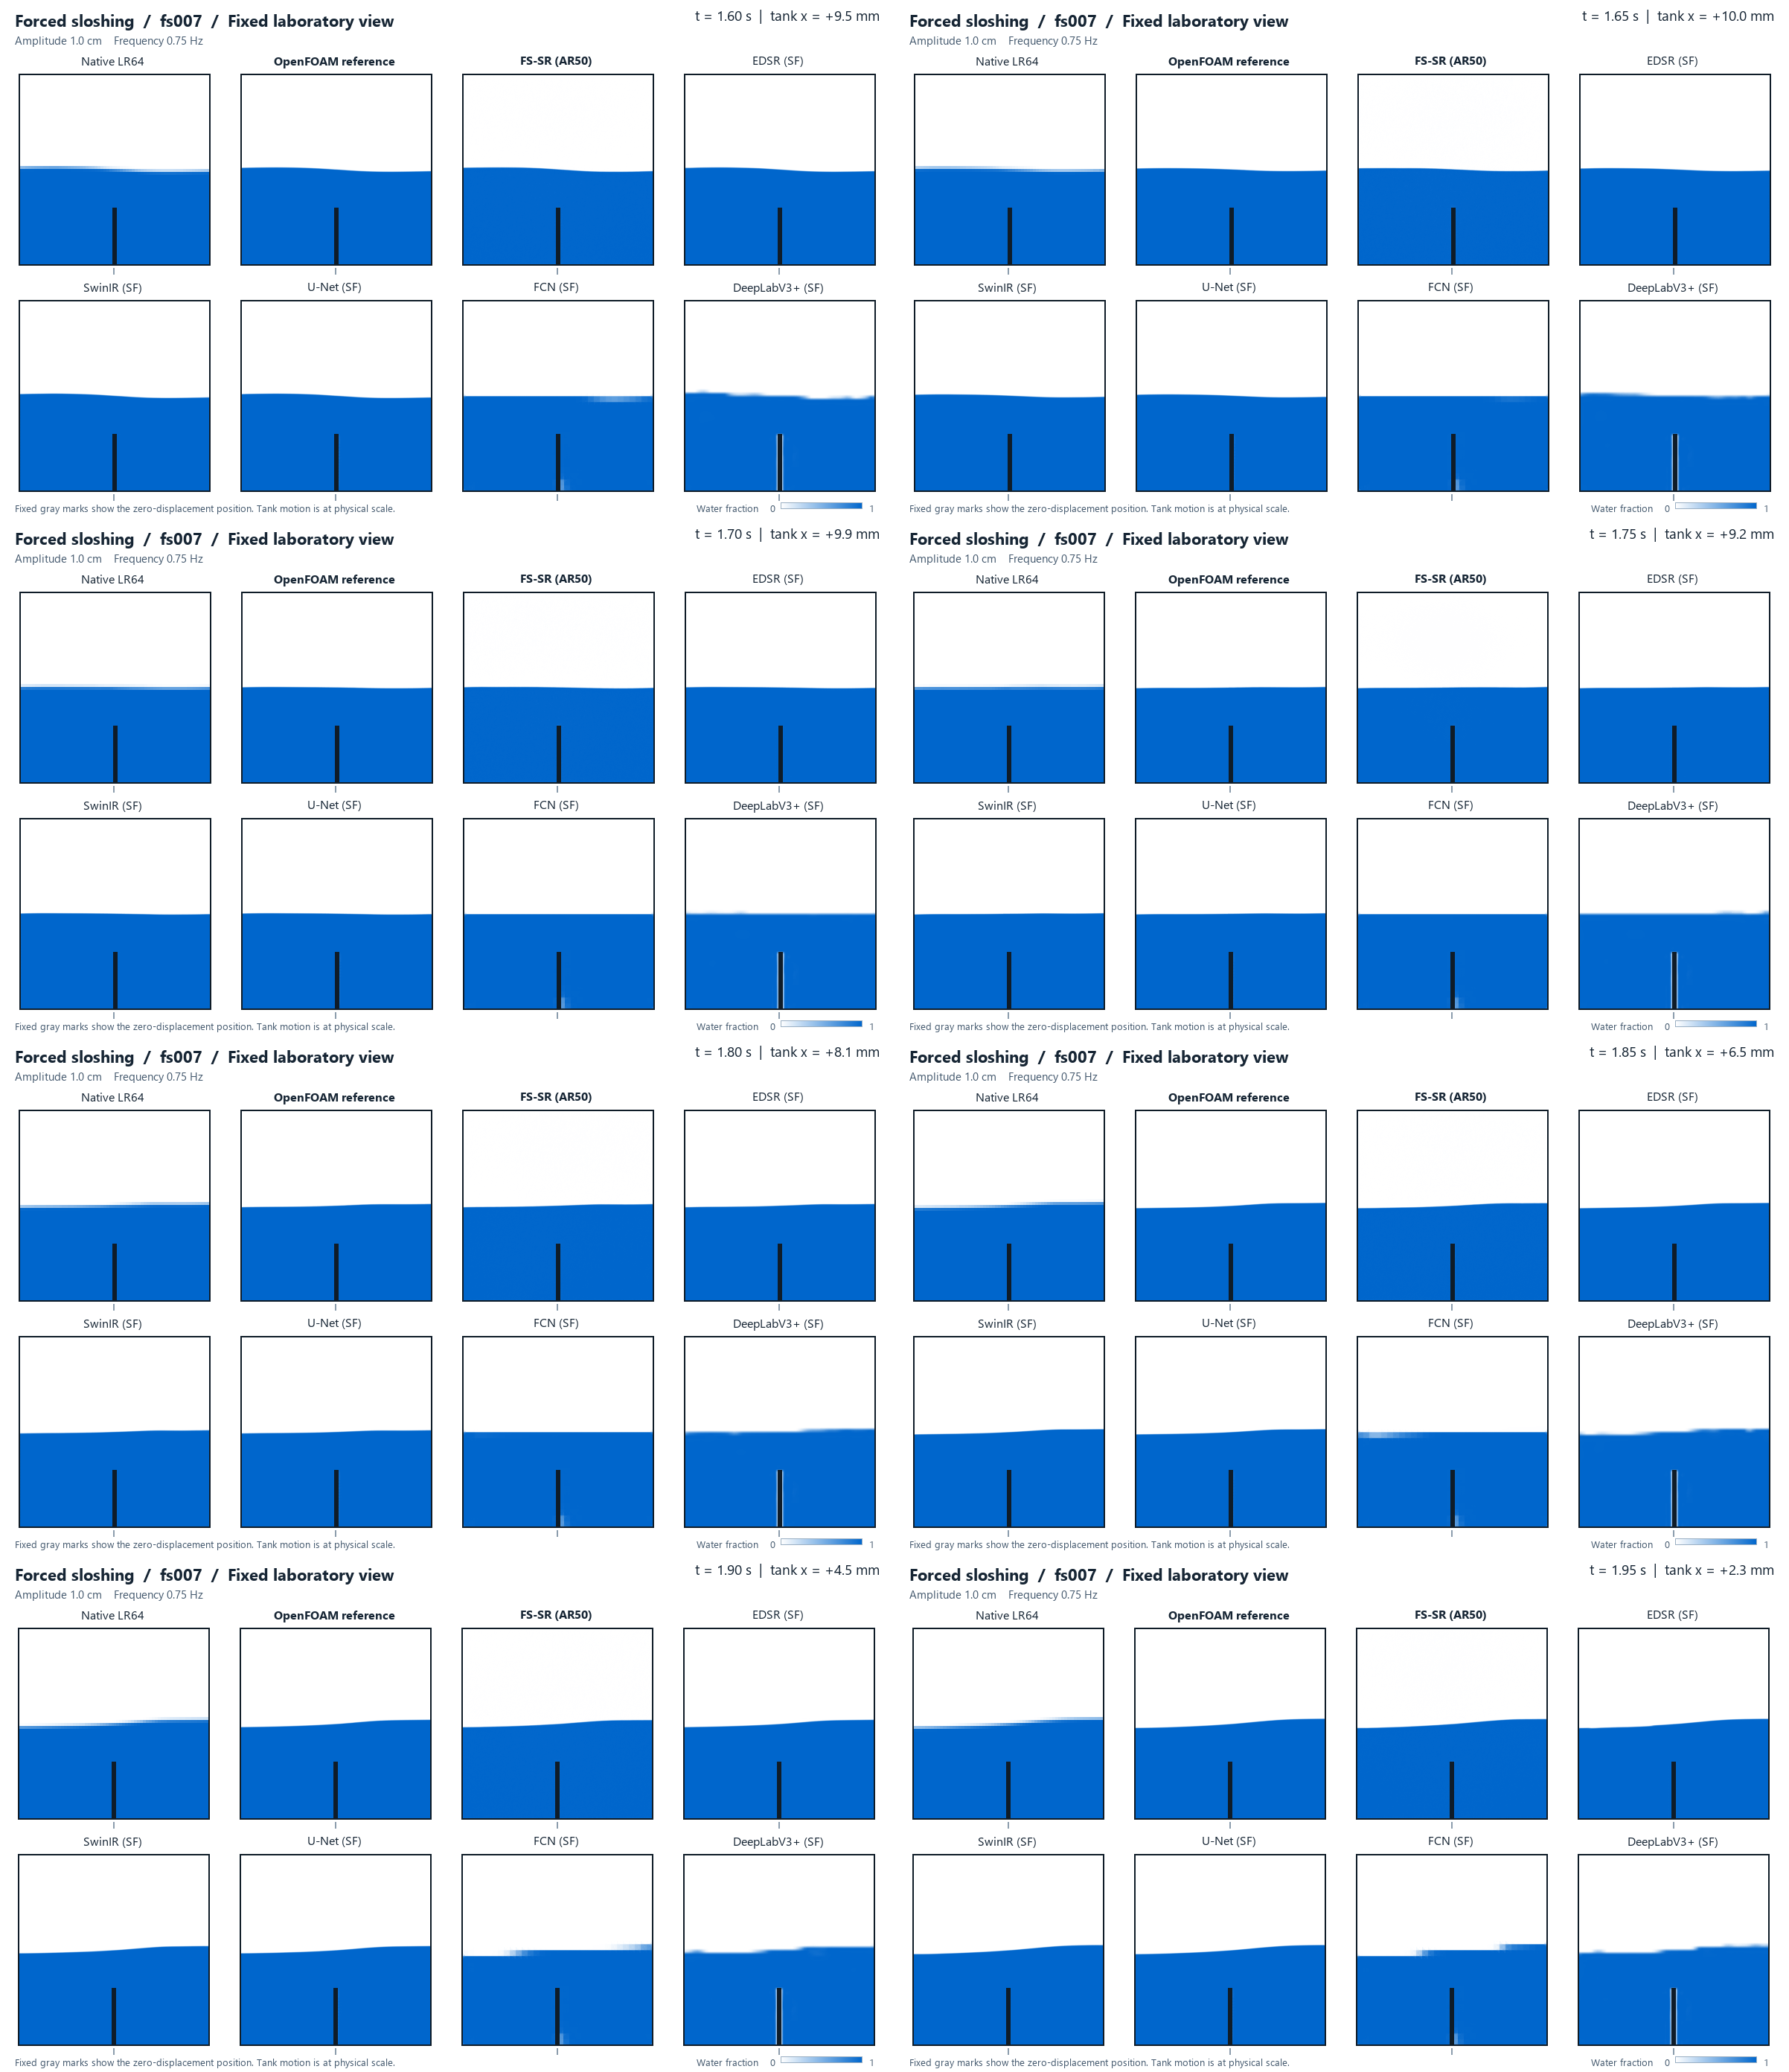 Forced sloshing / fs007 / Fixed laboratory view
t = 1.60 s | tank x = +9.5 mm
Amplitude 1.0 cm Frequency 0.75 Hz
Native LR64 OpenFOAM reference FS-SR (AR50) EDSR (SF)
SwinIR (SF) U-Net (SF) FCN (SF) DeepLabV3+ (SF)
Fixed gray marks show the zero-displacement position. Tank motion is at physical scale.
Water fraction 0 1
Forced sloshing / fs007 / Fixed laboratory view
t = 1.65 s | tank x = +10.0 mm
Amplitude 1.0 cm Frequency 0.75 Hz
Native LR64 OpenFOAM reference FS-SR (AR50) EDSR (SF)
SwinIR (SF) U-Net (SF) FCN (SF) DeepLabV3+ (SF)
Fixed gray marks show the zero-displacement position. Tank motion is at physical scale.
Water fraction 0 1
Forced sloshing / fs007 / Fixed laboratory view
t = 1.70 s | tank x = +9.9 mm
Amplitude 1.0 cm Frequency 0.75 Hz
Native LR64 OpenFOAM reference FS-SR (AR50) EDSR (SF)
SwinIR (SF) U-Net (SF) FCN (SF) DeepLabV3+ (SF)
Fixed gray marks show the zero-displacement position. Tank motion is at physical scale.
Water fraction 0 1
Forced sloshing / fs007 / Fixed laboratory view
t = 1.75 s | tank x = +9.2 mm
Amplitude 1.0 cm Frequency 0.75 Hz
Native LR64 OpenFOAM reference FS-SR (AR50) EDSR (SF)
SwinIR (SF) U-Net (SF) FCN (SF) DeepLabV3+ (SF)
Fixed gray marks show the zero-displacement position. Tank motion is at physical scale.
Water fraction 0 1
Forced sloshing / fs007 / Fixed laboratory view
t = 1.80 s | tank x = +8.1 mm
Amplitude 1.0 cm Frequency 0.75 Hz
Native LR64 OpenFOAM reference FS-SR (AR50) EDSR (SF)
SwinIR (SF) U-Net (SF) FCN (SF) DeepLabV3+ (SF)
Fixed gray marks show the zero-displacement position. Tank motion is at physical scale.
Water fraction 0 1
Forced sloshing / fs007 / Fixed laboratory view
t = 1.85 s | tank x = +6.5 mm
Amplitude 1.0 cm Frequency 0.75 Hz
Native LR64 OpenFOAM reference FS-SR (AR50) EDSR (SF)
SwinIR (SF) U-Net (SF) FCN (SF) DeepLabV3+ (SF)
Fixed gray marks show the zero-displacement position. Tank motion is at physical scale.
Water fraction 0 1
Forced sloshing / fs007 / Fixed laboratory view
t = 1.90 s | tank x = +4.5 mm
Amplitude 1.0 cm Frequency 0.75 Hz
Native LR64 OpenFOAM reference FS-SR (AR50) EDSR (SF)
SwinIR (SF) U-Net (SF) FCN (SF) DeepLabV3+ (SF)
Fixed gray marks show the zero-displacement position. Tank motion is at physical scale.
Water fraction 0 1
Forced sloshing / fs007 / Fixed laboratory view
t = 1.95 s | tank x = +2.3 mm
Amplitude 1.0 cm Frequency 0.75 Hz
Native LR64 OpenFOAM reference FS-SR (AR50) EDSR (SF)
SwinIR (SF) U-Net (SF) FCN (SF) DeepLabV3+ (SF)
Fixed gray marks show the zero-displacement position. Tank motion is at physical scale.
Water fraction 0 1